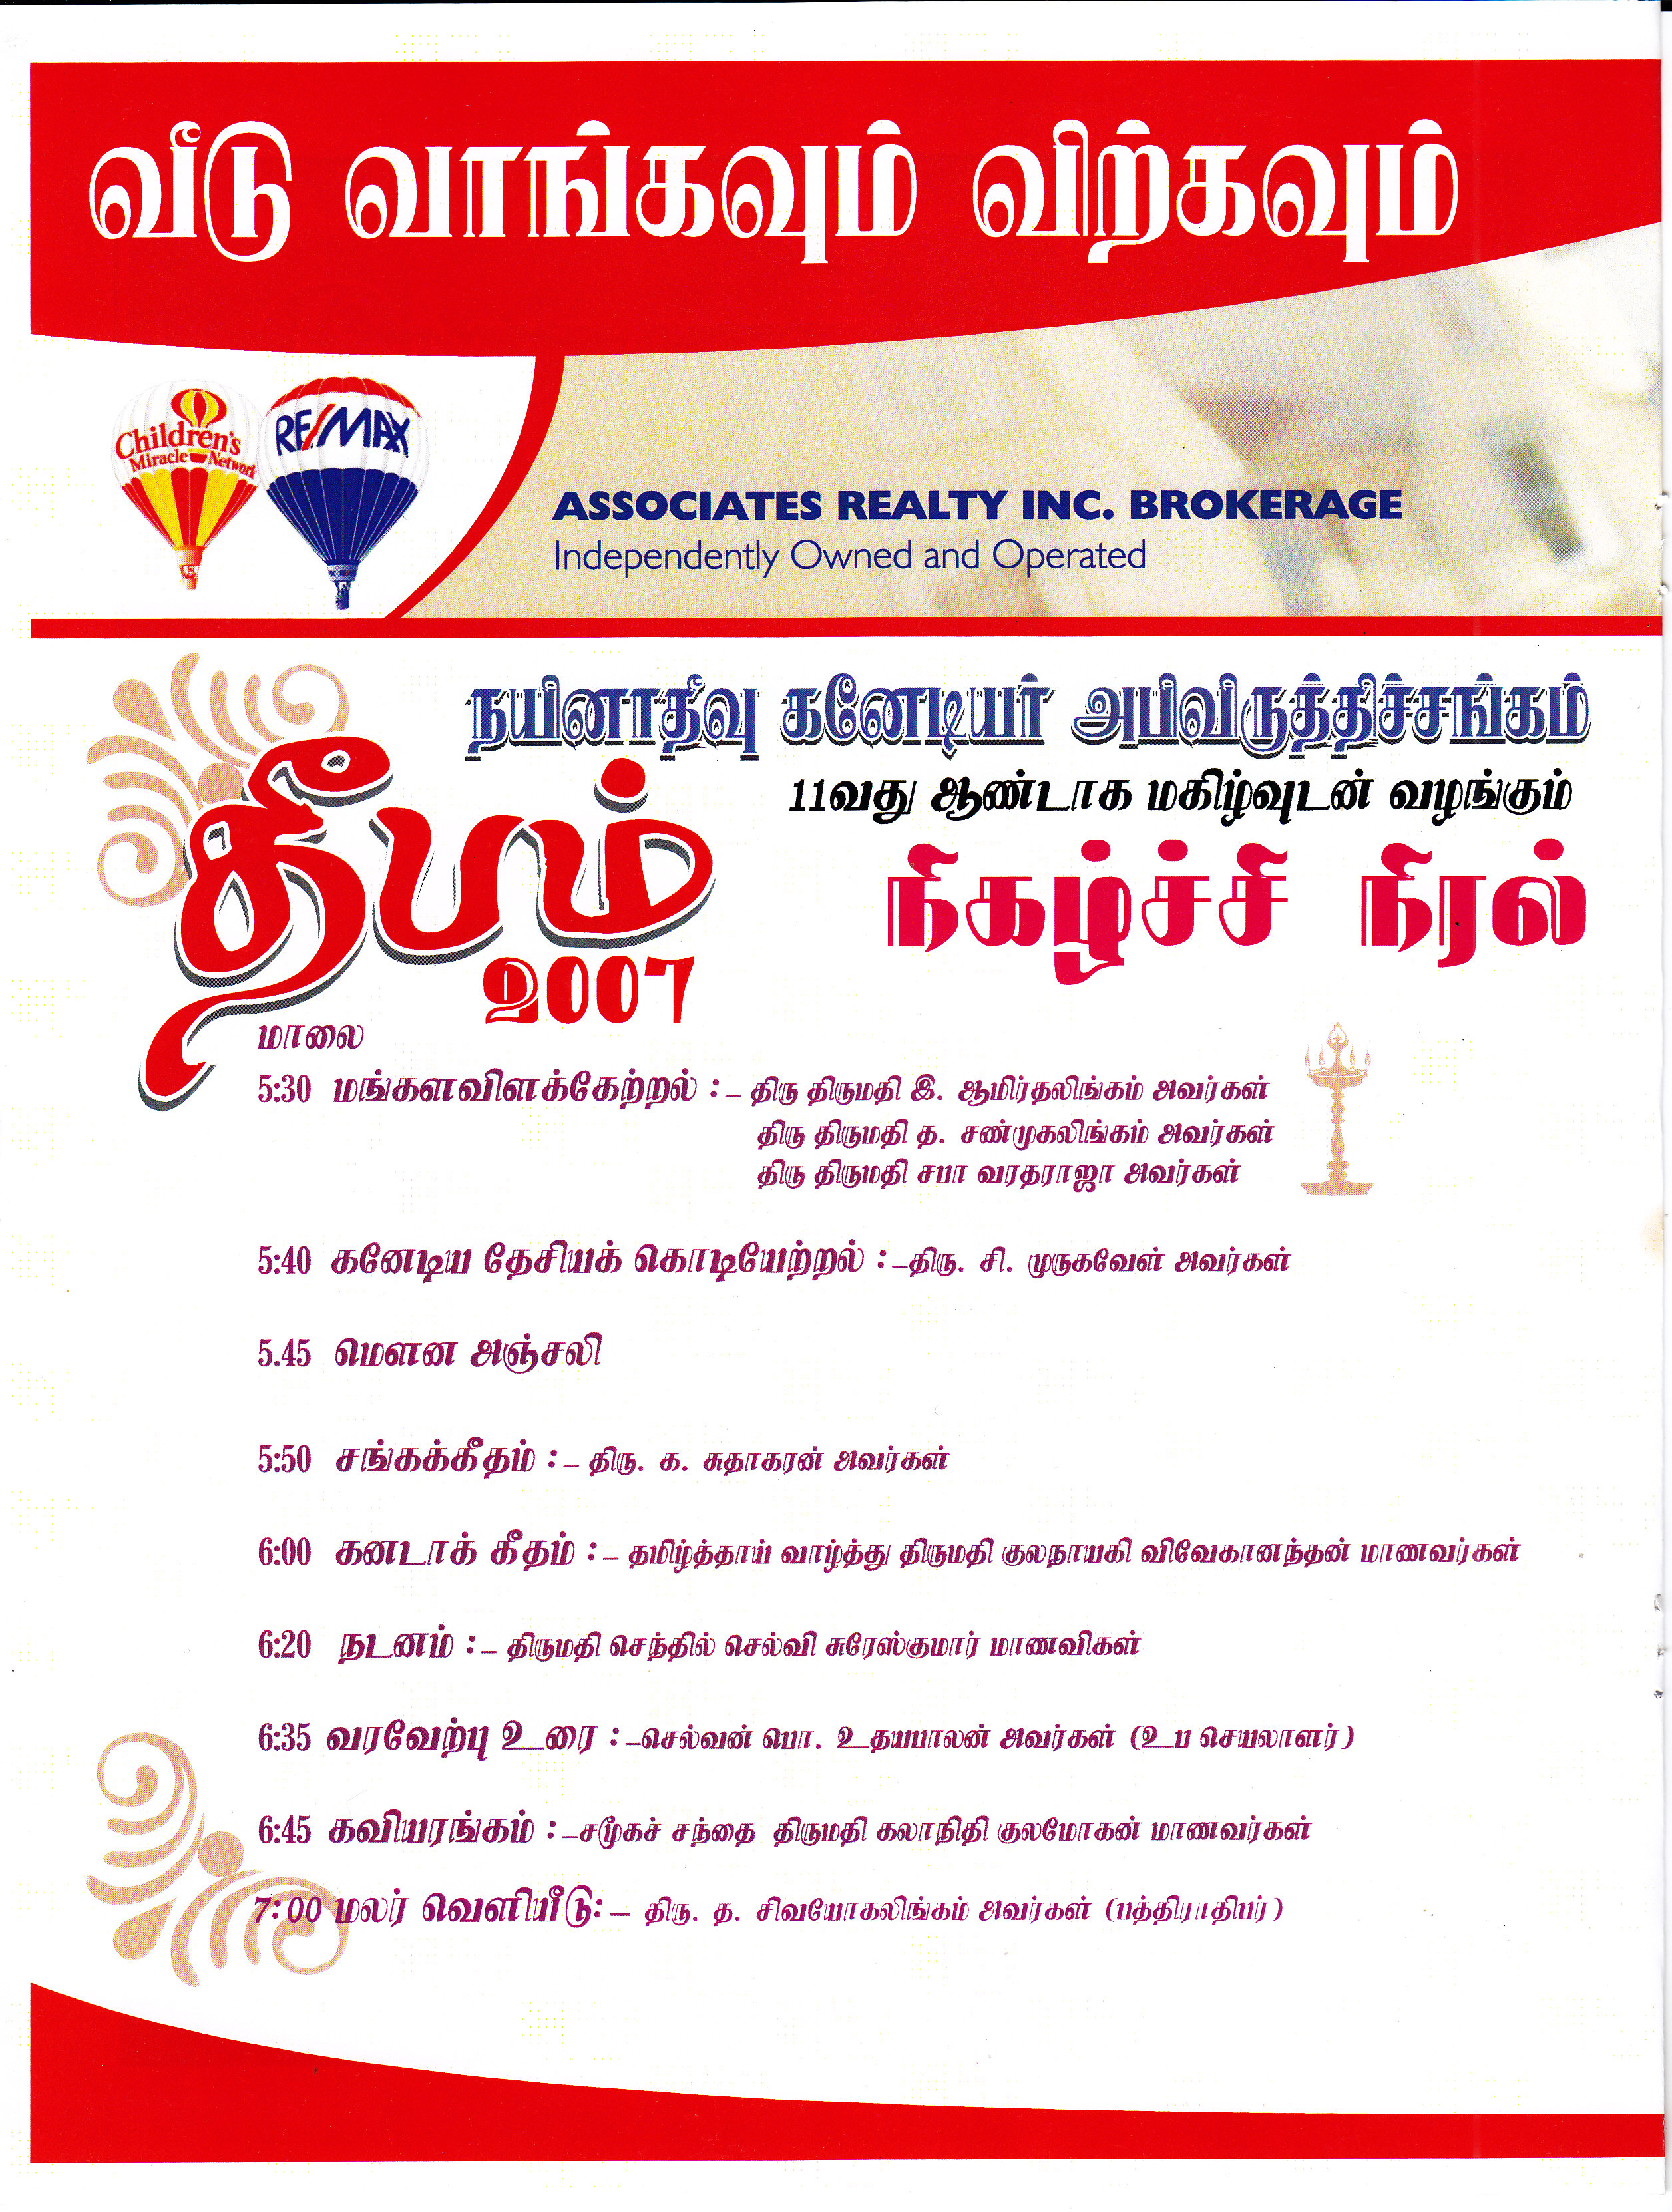 வீடு வாங்கவும் விற்கவும்
Children's
Miracle Network
RE/MAX
ASSOCIATES REALTY INC. BROKERAGE
Independently Owned and Operated
நயினாதீவு கனேடியர் அபிவிருத்திச்சங்கம்
11வது ஆண்டாக மகிழ்வுடன் வழங்கும்
தீபம்
2007
நிகழ்ச்சி நிரல்
மாலை
5:30 மங்களவிளக்கேற்றல் :– திரு திருமதி இ. ஆமிர்தலிங்கம் அவர்கள்
திரு திருமதி த. சண்முகலிங்கம் அவர்கள்
திரு திருமதி சபா வரதராஜா அவர்கள்
5:40 கனேடிய தேசியக் கொடியேற்றல் :–திரு. சி. முருகவேள் அவர்கள்
5.45 மௌன அஞ்சலி
5:50 சங்கக்கீதம் :– திரு. க. சுதாகரன் அவர்கள்
6:00 கனடாக் கீதம் :– தமிழ்த்தாய் வாழ்த்து திருமதி குலநாயகி விவேகானந்தன் மாணவர்கள்
6:20 நடனம் :– திருமதி செந்தில் செல்வி சுரேஸ்குமார் மாணவிகள்
6:35 வரவேற்பு உரை :–செல்வன் பொ. உதயபாலன் அவர்கள் (உப செயலாளர்)
6:45 கவியரங்கம் :–சமூகச் சந்தை திருமதி கலாநிதி குலமோகன் மாணவர்கள்
7:00 மலர் வெளியீடு:– திரு. த. சிவயோகலிங்கம் அவர்கள் (பத்திராதிபர்)